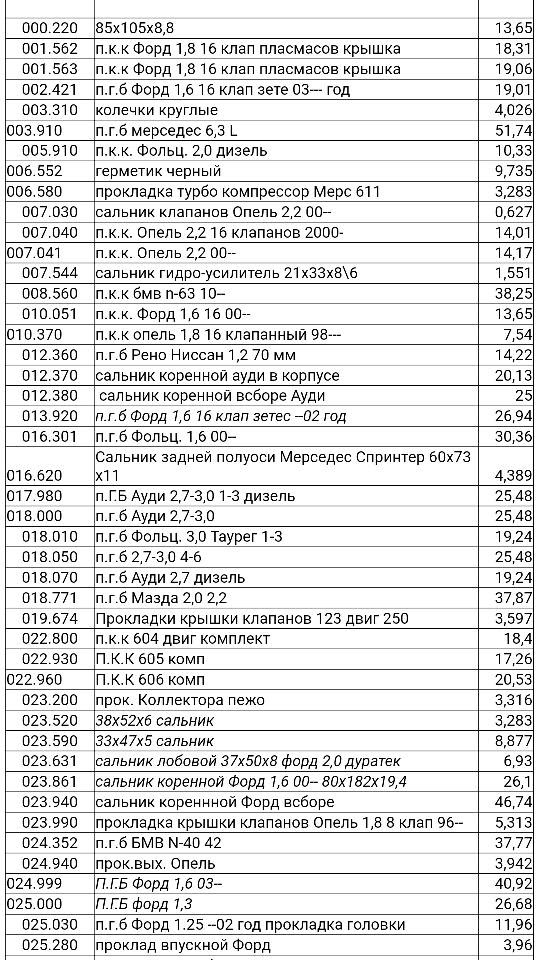 000.220 85х105х8,8 13,65
001.562 п.к.к Форд 1,8 16 клап пласмасов крышка 18,31
001.563 п.к.к Форд 1,8 16 клап пласмасов крышка 19,06
002.421 п.г.б Форд 1,6 16 клап зете 03--- год 19,01
003.310 колечки круглые 4,026
003.910 п.г.б мерседес 6,3 L 51,74
005.910 п.к.к. Фольц. 2,0 дизель 10,33
006.552 герметик черный 9,735
006.580 прокладка турбо компрессор Мерс 611 3,283
007.030 сальник клапанов Опель 2,2 00-- 0,627
007.040 п.к.к. Опель 2,2 16 клапанов 2000- 14,01
007.041 п.к.к. Опель 2,2 00-- 14,17
007.544 сальник гидро-усилитель 21х33х8\6 1,551
008.560 п.к.к бмв n-63 10-- 38,25
010.051 п.к.к. Форд 1,6 16 00-- 13,65
010.370 п.к.к опель 1,8 16 клапанный 98--- 7,54
012.360 п.г.б Рено Ниссан 1,2 70 мм 14,22
012.370 сальник коренной ауди в корпусе 20,13
012.380 сальник коренной всборе Ауди 25
013.920 п.г.б Форд 1,6 16 клап зетес --02 год 26,94
016.301 п.г.б Фольц. 1,6 00-- 30,36
Сальник задней полуоси Мерседес Спринтер 60х73
016.620 х11 4,389
017.980 п.Г.Б Ауди 2,7-3,0 1-3 дизель 25,48
018.000 п.г.б Ауди 2,7-3,0 25,48
018.010 п.г.б Фольц. 3,0 Таурег 1-3 19,24
018.050 п.г.б 2,7-3,0 4-6 25,48
018.070 п.г.б Ауди 2,7 дизель 19,24
018.771 п.г.б Мазда 2,0 2,2 37,87
019.674 Прокладки крышки клапанов 123 двиг 250 3,597
022.800 п.к.к 604 двиг комплект 18,4
022.930 П.К.К 605 комп 17,26
022.960 П.К.К 606 комп 20,53
023.200 прок. Коллектора пежо 3,316
023.520 38х52х6 сальник 3,283
023.590 33х47х5 сальник 8,877
023.631 сальник лобовой 37х50х8 форд 2,0 дуратек 6,93
023.861 сальник коренной Форд 1,6 00-- 80х182х19,4 26,1
023.940 сальник кореннной Форд всборе 46,74
023.990 прокладка крышки клапанов Опель 1,8 8 клап 96-- 5,313
024.352 п.г.б БМВ N-40 42 37,77
024.940 прок.вых. Опель 3,942
024.999 П.Г.Б Форд 1,6 03-- 40,92
025.000 П.Г.Б форд 1,3 26,68
025.030 п.г.б Форд 1.25 --02 год прокладка головки 11,96
025.280 проклад впускной Форд 3,96